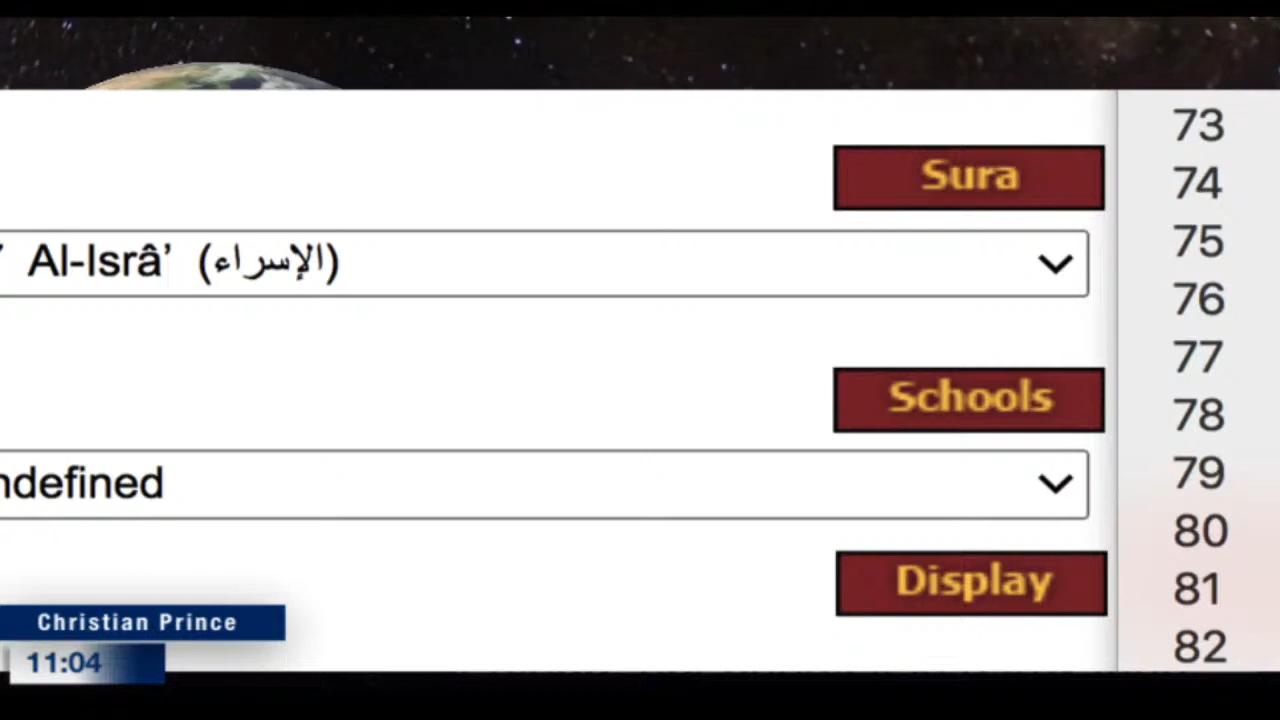 Sura
Al-Isrâ’ (الإسراء)
Schools
ndefined
Display
73
74
75
76
77
78
79
80
81
82
Christian Prince
11:04